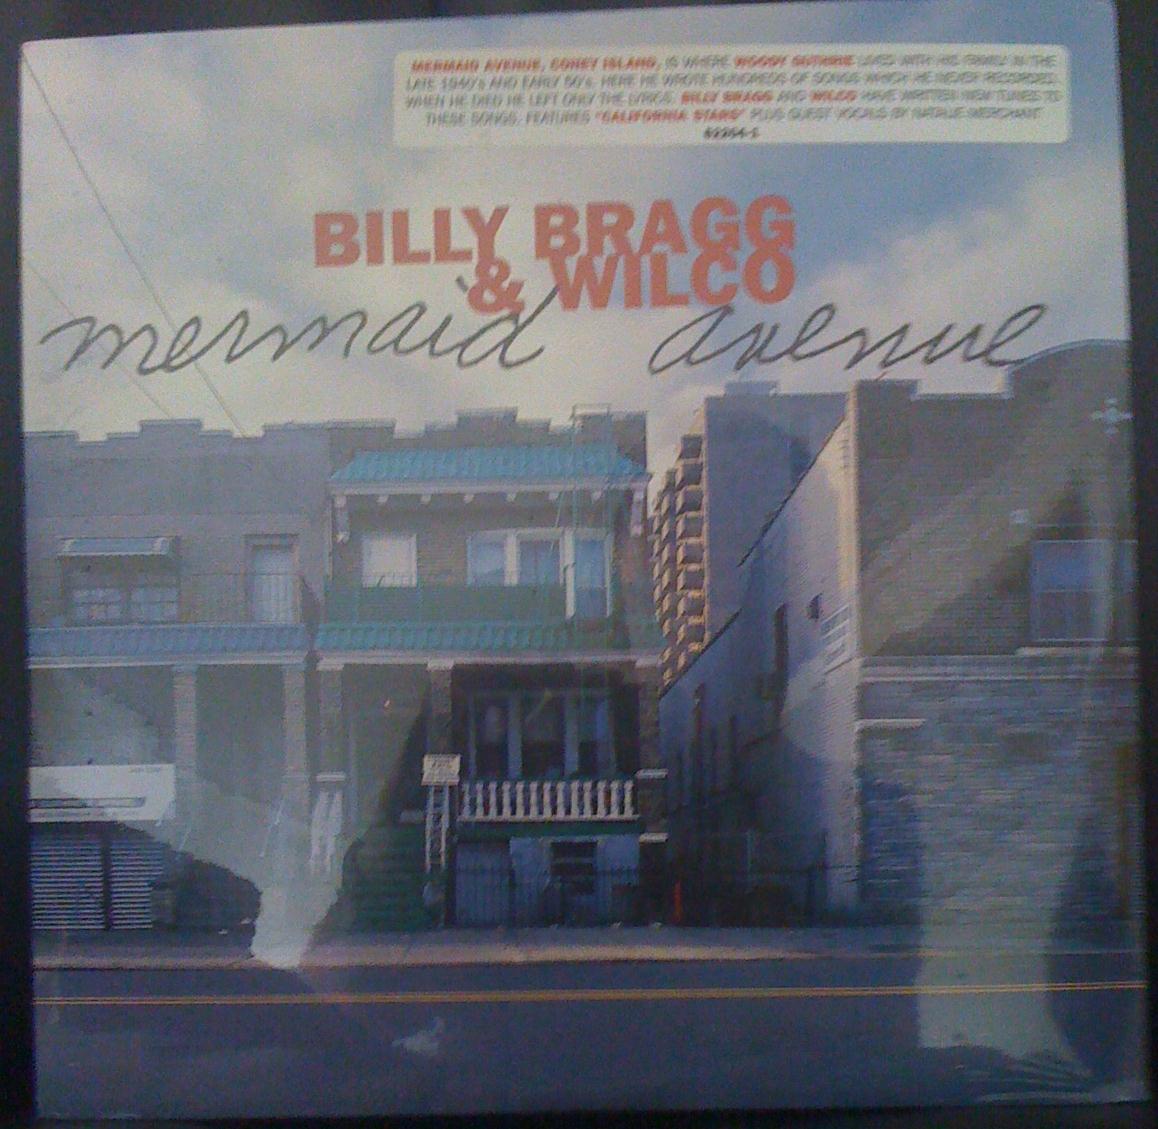 MERMAID AVENUE, CONEY ISLAND, IS WHERE WOODY GUTHRIE LIVED WITH HIS FAMILY IN THE
LATE 1940's AND EARLY 50's. HERE HE WROTE HUNDREDS OF SONGS WHICH HE NEVER RECORDED.
WHEN HE DIED HE LEFT ONLY THE LYRICS. BILLY BRAGG AND WILCO HAVE WRITTEN NEW TUNES TO
THESE SONGS. FEATURES "CALIFORNIA STARS" PLUS GUEST VOCALS BY NATALIE MERCHANT
62204-1
BILLY BRAGG
& WILCO
mermaid avenue